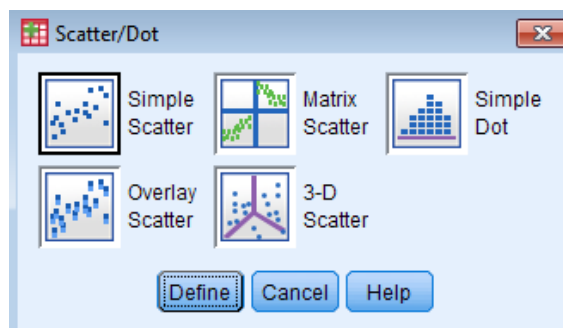 Scatter/Dot
Simple Scatter
Matrix Scatter
Simple Dot
Overlay Scatter
3-D Scatter
Define Cancel Help